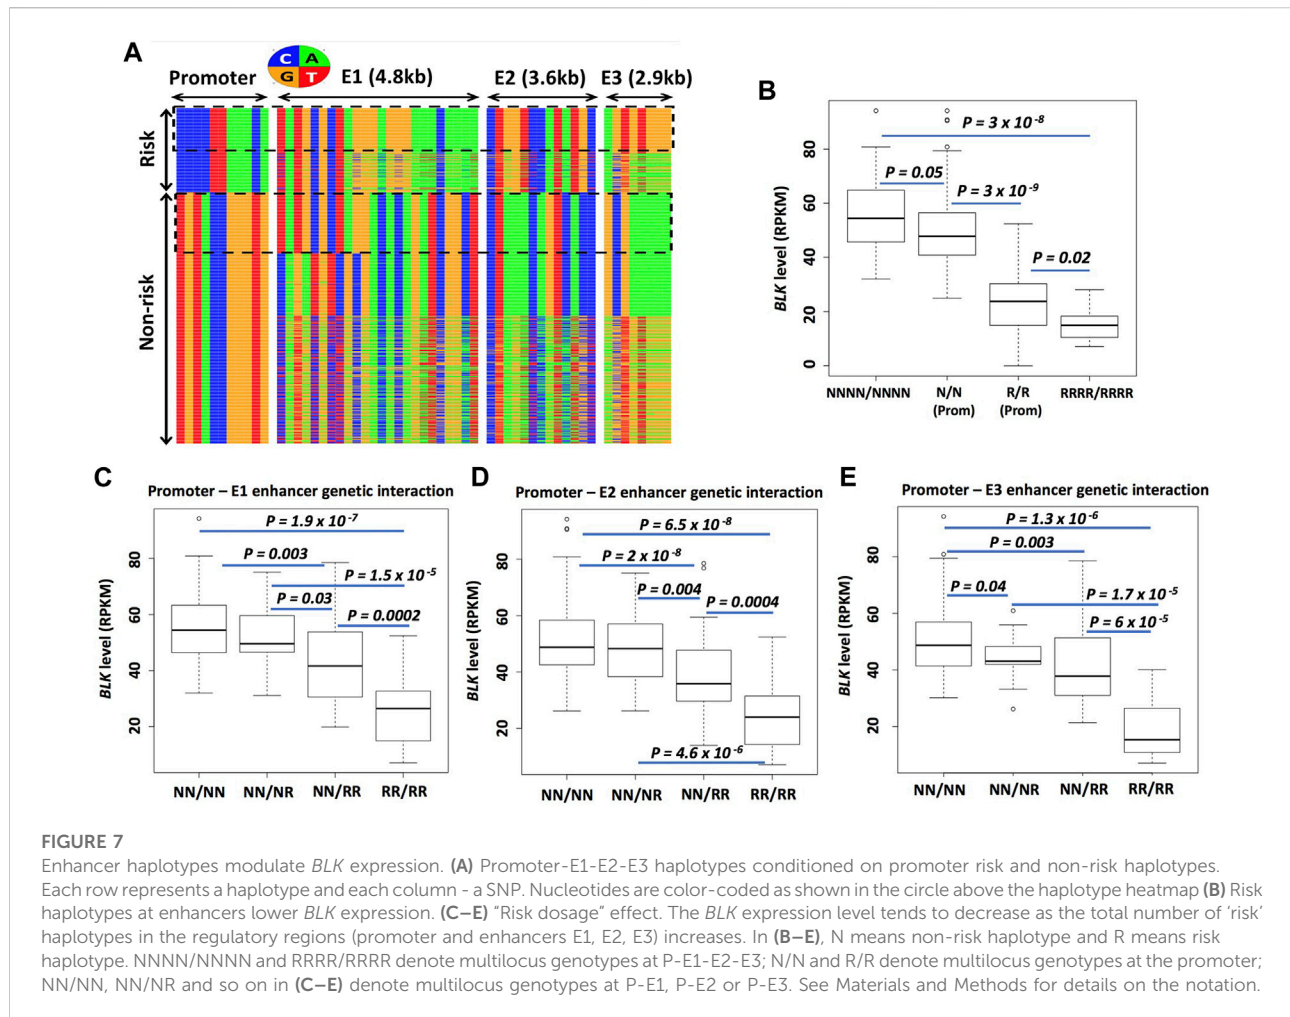 A
C A
G T
Promoter E1 (4.8kb) E2 (3.6kb) E3 (2.9kb)
Risk
Non-risk
B
BLK level (RPKM)
80
60
40
20
0
P = 3 x 10-8
P = 0.05
P = 3 x 10-9
P = 0.02
NNNN/NNNN N/N (Prom) R/R (Prom) RRRR/RRRR
C
Promoter – E1 enhancer genetic interaction
BLK level (RPKM)
80
60
40
20
P = 1.9 x 10-7
P = 0.003
P = 1.5 x 10-5
P = 0.03
P = 0.0002
NN/NN NN/NR NN/RR RR/RR
D
Promoter – E2 enhancer genetic interaction
BLK level (RPKM)
80
60
40
20
P = 6.5 x 10-8
P = 2 x 10-8
P = 0.004
P = 0.0004
P = 4.6 x 10-6
NN/NN NN/NR NN/RR RR/RR
E
Promoter – E3 enhancer genetic interaction
BLK level (RPKM)
80
60
40
20
P = 1.3 x 10-6
P = 0.003
P = 0.04
P = 1.7 x 10-5
P = 6 x 10-5
NN/NN NN/NR NN/RR RR/RR
FIGURE 7
Enhancer haplotypes modulate BLK expression. (A) Promoter-E1-E2-E3 haplotypes conditioned on promoter risk and non-risk haplotypes.
Each row represents a haplotype and each column - a SNP. Nucleotides are color-coded as shown in the circle above the haplotype heatmap (B) Risk
haplotypes at enhancers lower BLK expression. (C–E) “Risk dosage” effect. The BLK expression level tends to decrease as the total number of ‘risk’
haplotypes in the regulatory regions (promoter and enhancers E1, E2, E3) increases. In (B–E), N means non-risk haplotype and R means risk
haplotype. NNNN/NNNN and RRRR/RRRR denote multilocus genotypes at P-E1-E2-E3; N/N and R/R denote multilocus genotypes at the promoter;
NN/NN, NN/NR and so on in (C–E) denote multilocus genotypes at P-E1, P-E2 or P-E3. See Materials and Methods for details on the notation.